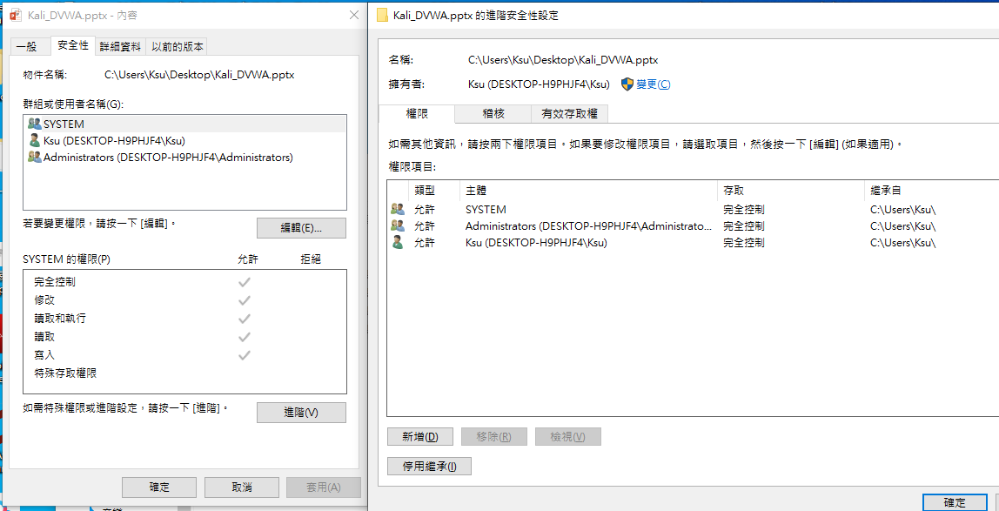 Kali_DVWA.pptx - 內容
一般 安全性 詳細資料 以前的版本
物件名稱: C:\Users\Ksu\Desktop\Kali_DVWA.pptx
群組或使用者名稱(G):
SYSTEM
Ksu (DESKTOP-H9PHJF4\Ksu)
Administrators (DESKTOP-H9PHJF4\Administrators)
若要變更權限，請按一下 [編輯]。
編輯(E)...
SYSTEM 的權限(P) 允許 拒絕
完全控制
修改
讀取和執行
讀取
寫入
特殊存取權限
如需特殊權限或進階設定，請按一下 [進階]。
進階(V)
確定 取消 套用(A)
Kali_DVWA.pptx 的進階安全性設定
名稱: C:\Users\Ksu\Desktop\Kali_DVWA.pptx
擁有者: Ksu (DESKTOP-H9PHJF4\Ksu) 變更(C)
權限 稽核 有效存取權
如需其他資訊，請按兩下權限項目。如果要修改權限項目，請選取項目，然後按一下 [編輯] (如果適用)。
權限項目:
類型 主體 存取 繼承自
允許 SYSTEM 完全控制 C:\Users\Ksu\
允許 Administrators (DESKTOP-H9PHJF4\Administrato... 完全控制 C:\Users\Ksu\
允許 Ksu (DESKTOP-H9PHJF4\Ksu) 完全控制 C:\Users\Ksu\
新增(D) 移除(R) 檢視(V)
停用繼承(I)
確定